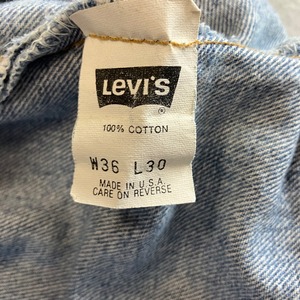 LEVI'S
®
100% COTTON
W36 L30
MADE IN U.S.A.
CARE ON REVERSE